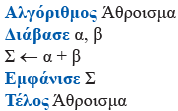 Αλγόριθμος Άθροισμα
Διάβασε α, β
Σ ← α + β
Εμφάνισε Σ
Τέλος Άθροισμα